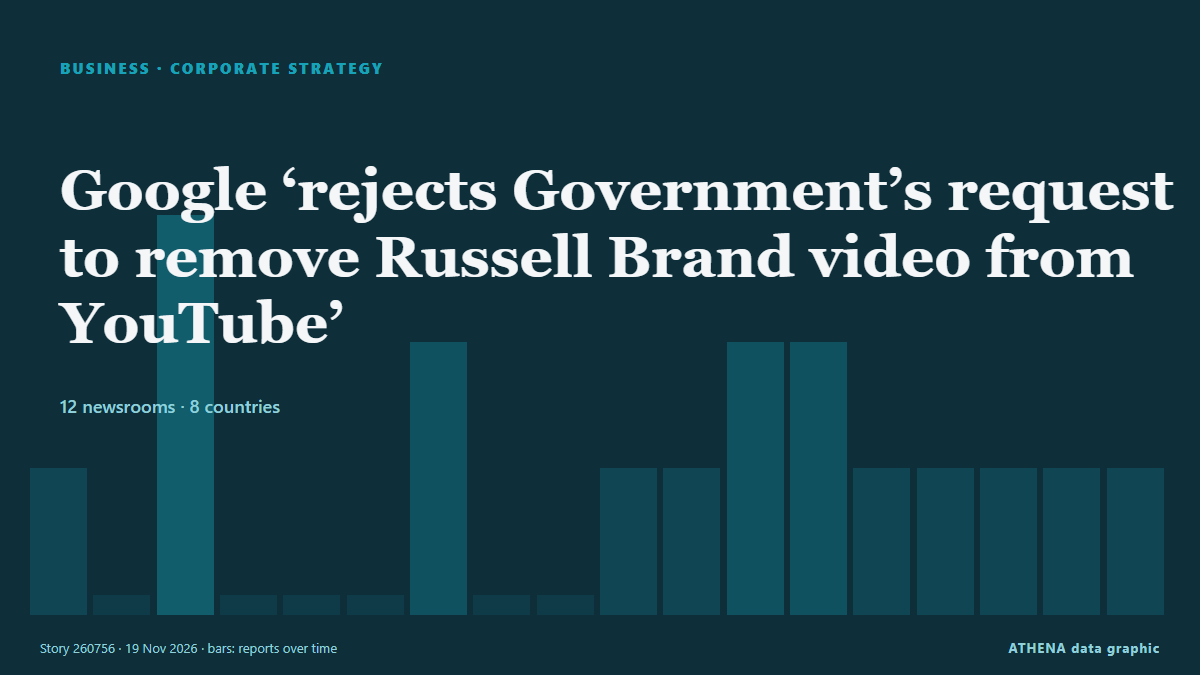 BUSINESS · CORPORATE STRATEGY
Google ‘rejects Government’s request
to remove Russell Brand video from
YouTube’
12 newsrooms · 8 countries
Story 260756 · 19 Nov 2026 · bars: reports over time
ATHENA data graphic